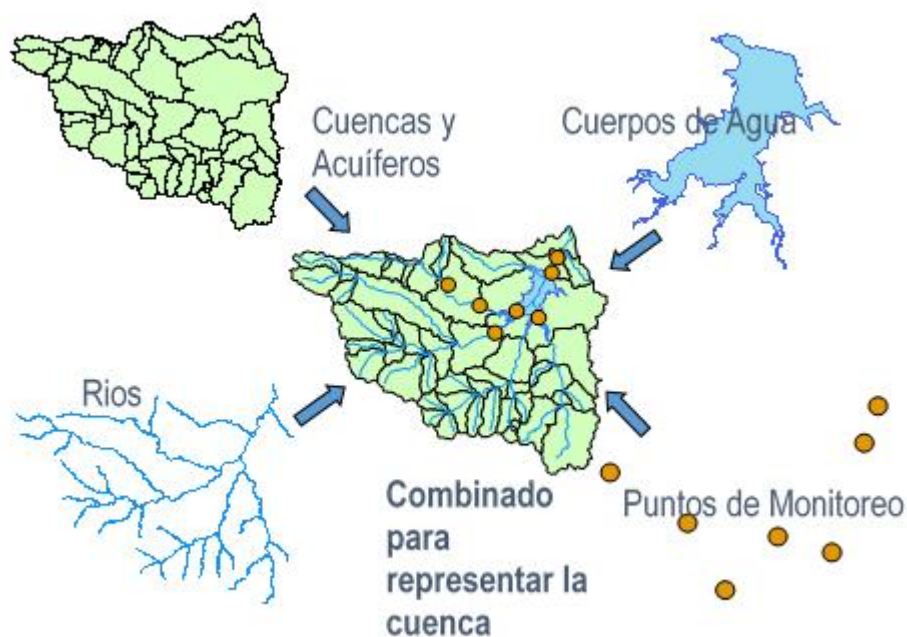 Cuencas y
Acuíferos
Cuerpos de Agua
Rios
Puntos de Monitoreo
Combinado
para
representar la
cuenca